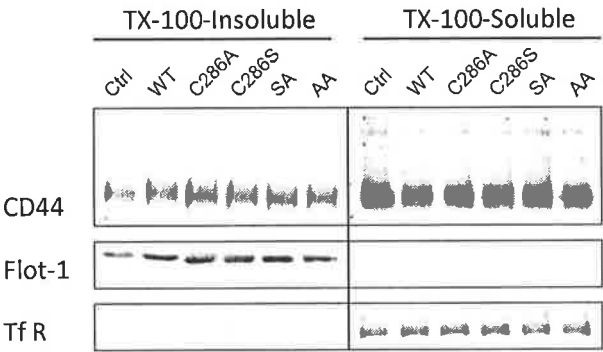 TX-100-Insoluble TX-100-Soluble
Ctrl WT C286A C286S SA AA Ctrl WT C286A C286S SA AA
CD44
Flot-1
Tf R